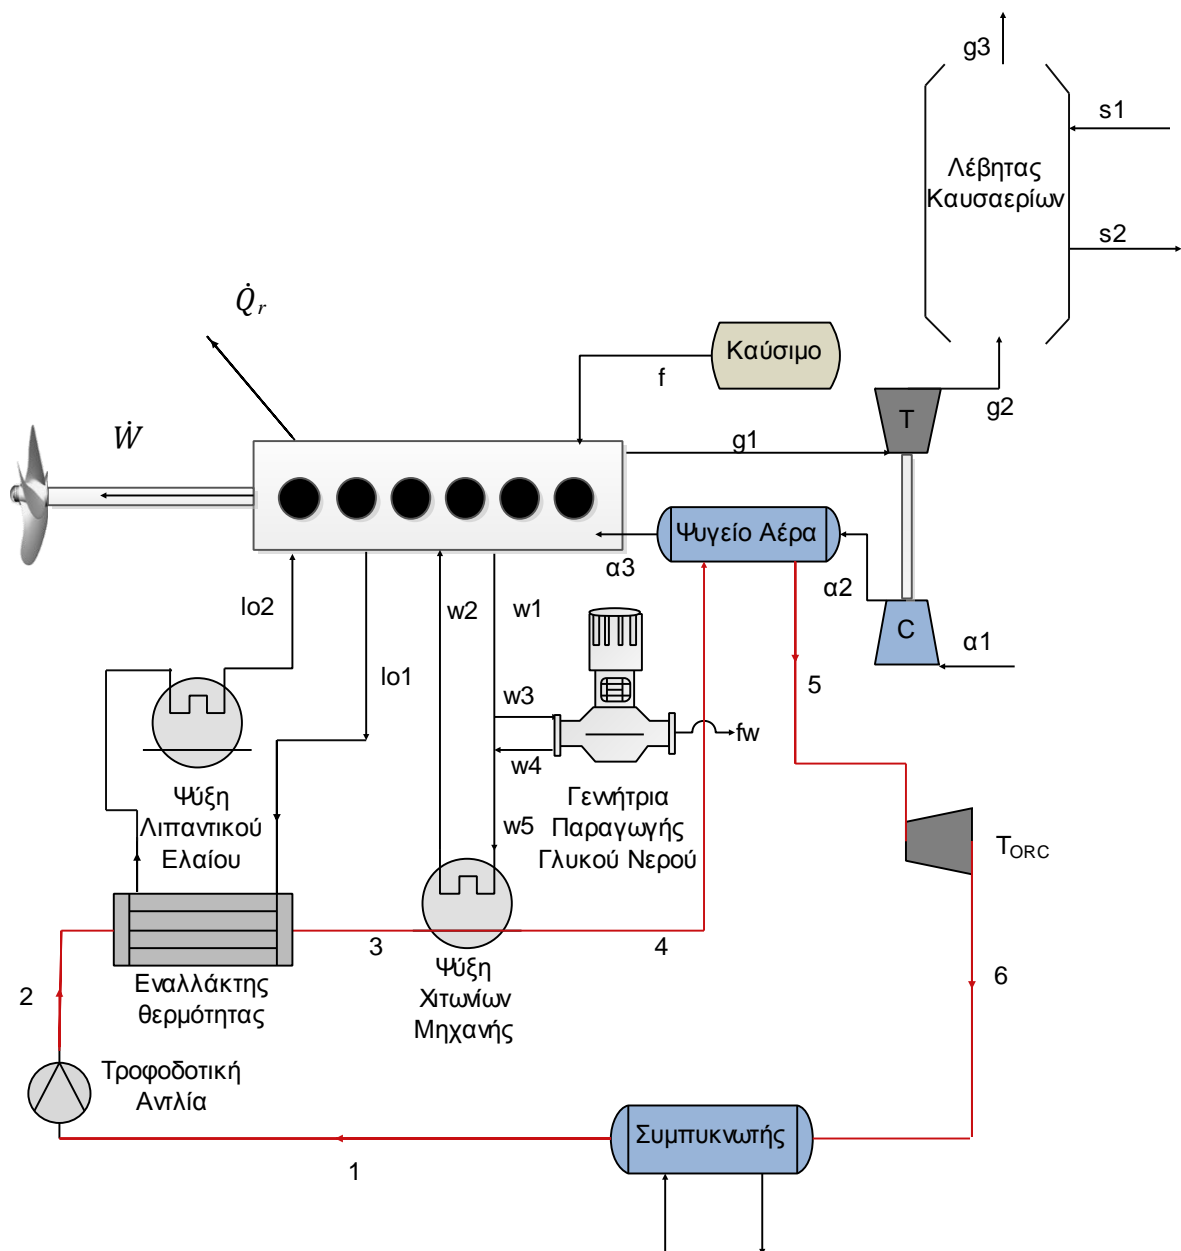 g3
s1
Λέβητας
Καυσαερίων
s2
Q̇r
Καύσιμο
f
T
g2
Ẇ
g1
Ψυγείο Αέρα
α3
α2
lo2
w2
w1
C
α1
lo1
w3
5
fw
w4
Ψύξη
Λιπαντικού
Ελαίου
Γεννήτρια
Παραγωγής
Γλυκού Νερού
w5
TORC
3
4
Εναλλάκτης
θερμότητας
Ψύξη
Χιτωνίων
Μηχανής
2
6
Τροφοδοτική
Αντλία
Συμπυκνωτής
1